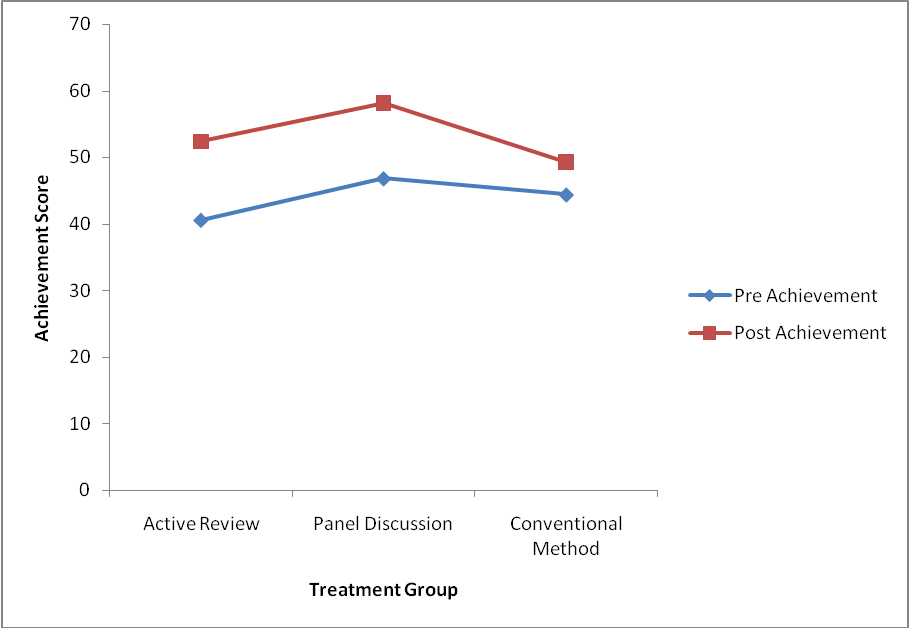 70
60
50
40
30
20
10
0
Achievement Score
Active Review
Panel Discussion
Conventional
Method
Treatment Group
Pre Achievement
Post Achievement